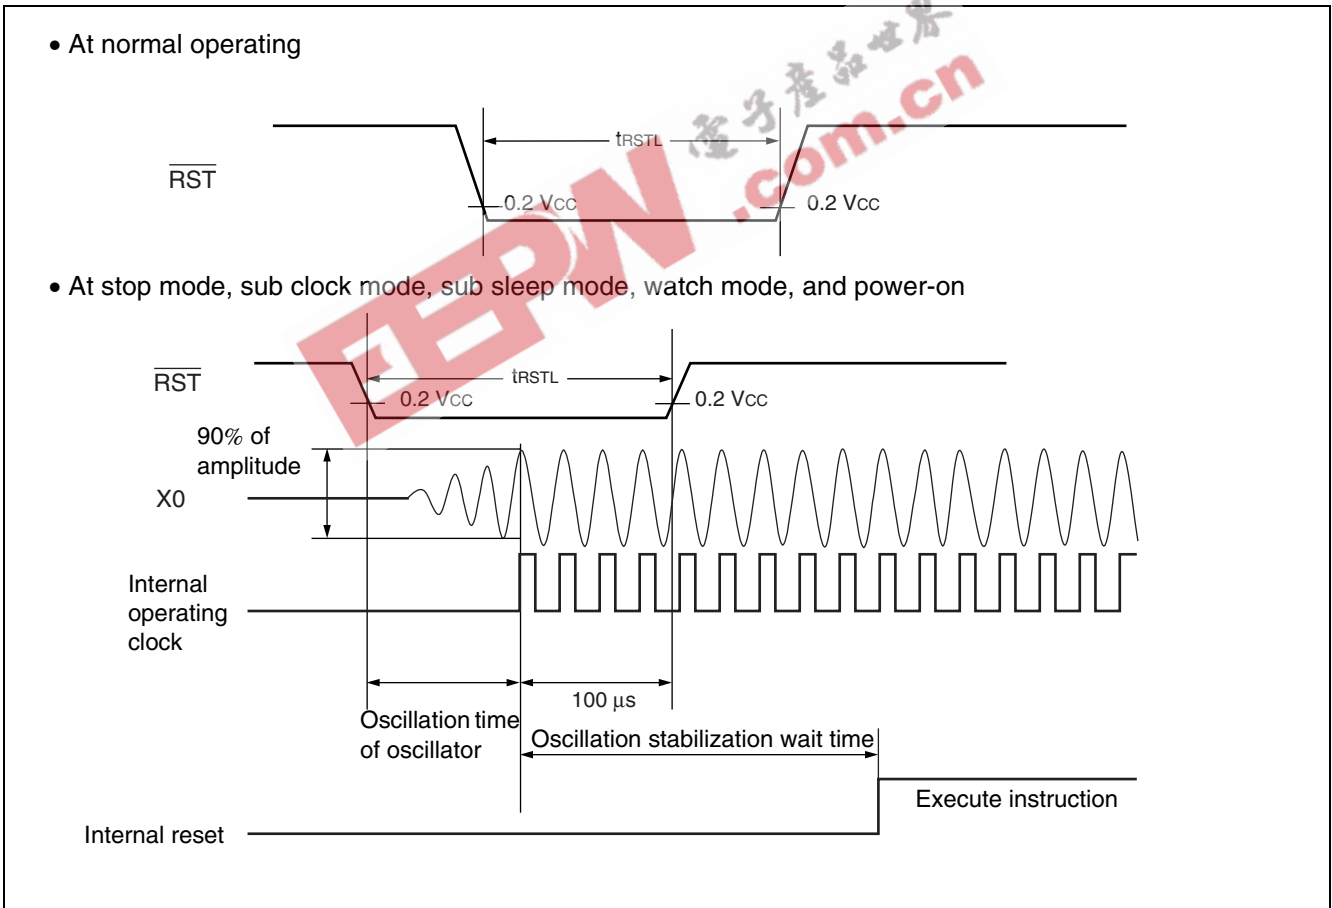 • At normal operating
電子產品世界
.com.cn
EEPW
tRSTL
RST
0.2 VCC
0.2 VCC
• At stop mode, sub clock mode, sub sleep mode, watch mode, and power-on
RST
tRSTL
0.2 VCC
0.2 VCC
90% of
amplitude
X0
Internal
operating
clock
100 μs
Oscillation time
of oscillator
Oscillation stabilization wait time
Execute instruction
Internal reset